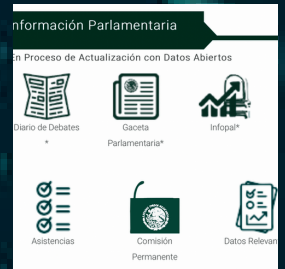 nformación Parlamentaria
En Proceso de Actualización con Datos Abiertos
Diario de Debates
*
Gaceta
Parlamentaria*
Infopal*
Asistencias
Comisión
Permanente
Datos Relevan